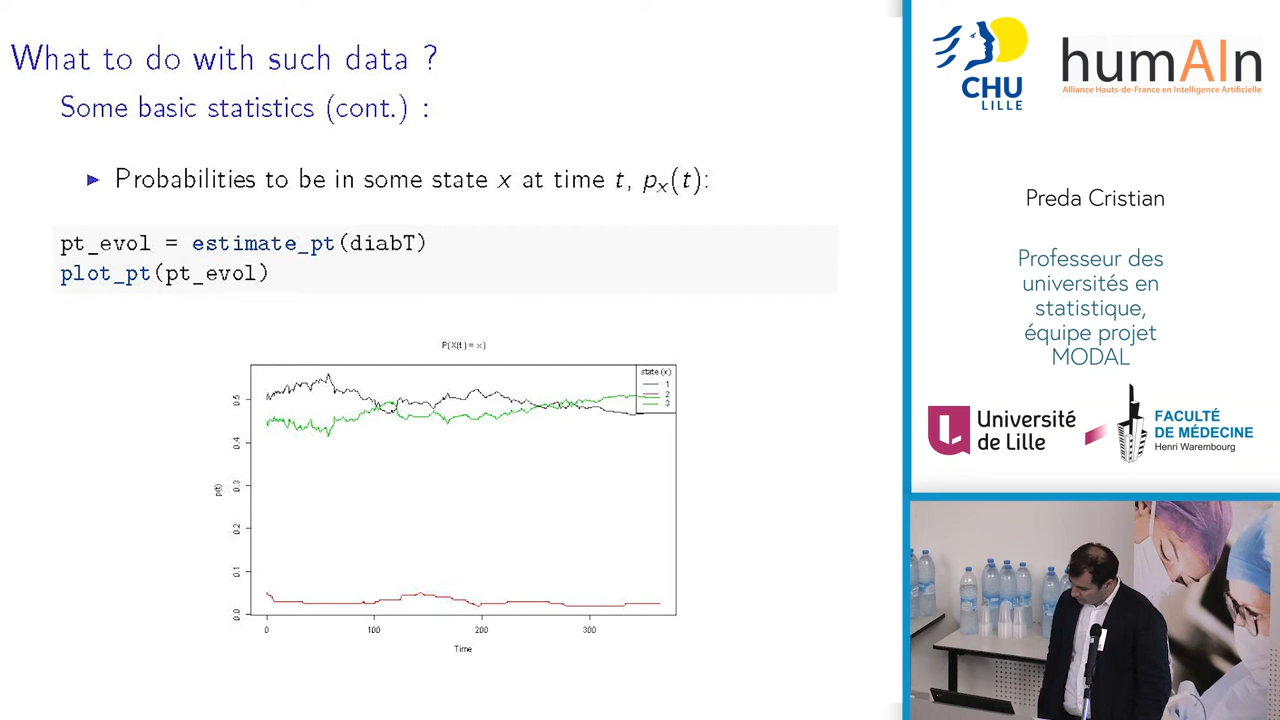 What to do with such data ?
Some basic statistics (cont.) :
► Probabilities to be in some state x at time t, px(t):
pt_evol = estimate_pt(diabT)
plot_pt(pt_evol)
P(X(t) = x)
state (x)
1
2
3
p(t)
0.5
0.4
0.3
0.2
0.1
0.0
0
100
200
300
Time
CHU
LILLE
humAIn
Alliance Hauts-de-France en Intelligence Artificielle
Preda Cristian
Professeur des
universités en
statistique,
équipe projet
MODAL
Université
de Lille
FACULTÉ
DE MÉDECINE
Henri Warembourg